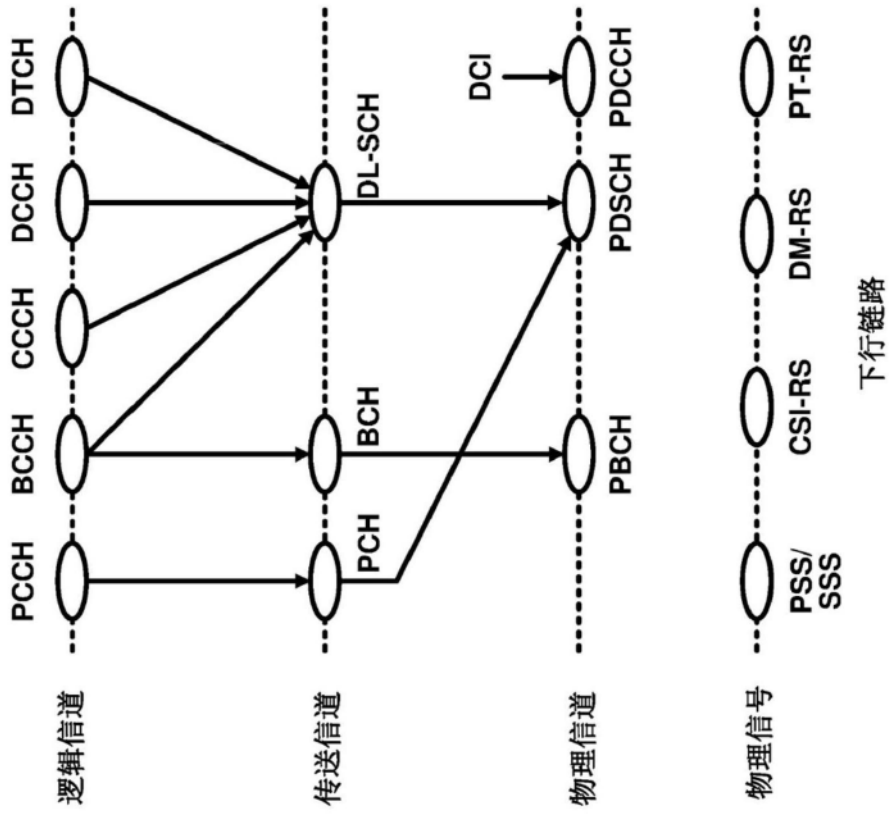 逻辑信道
PCCH
BCCH
CCCH
DCCH
DTCH
传送信道
PCH
BCH
DL-SCH
DCI
物理信道
PBCH
PDSCH
PDCCH
物理信号
PSS/
SSS
CSI-RS
DM-RS
PT-RS
下行链路